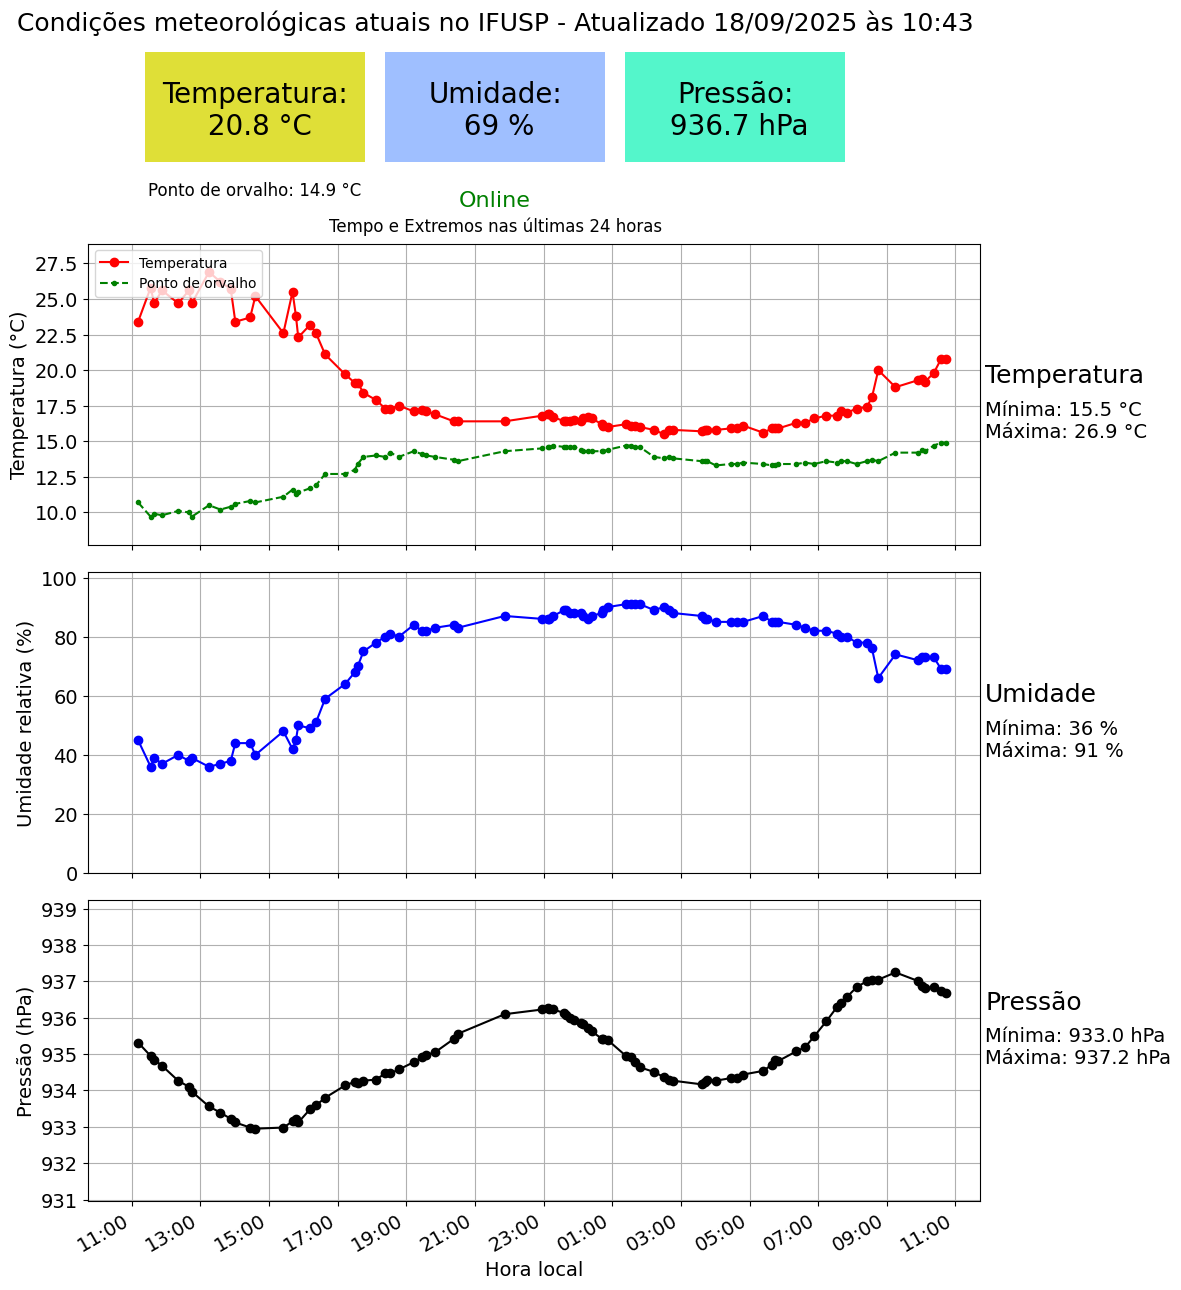 Condições meteorológicas atuais no IFUSP - Atualizado 18/09/2025 às 10:43
Temperatura:
20.8 °C
Umidade:
69 %
Pressão:
936.7 hPa
Ponto de orvalho: 14.9 °C
Online
Tempo e Extremos nas últimas 24 horas
Temperatura
Ponto de orvalho
Temperatura (°C)
27.5
25.0
22.5
20.0
17.5
15.0
12.5
10.0
Temperatura
Mínima: 15.5 °C
Máxima: 26.9 °C
Umidade relativa (%)
100
80
60
40
20
0
Umidade
Mínima: 36 %
Máxima: 91 %
Pressão (hPa)
939
938
937
936
935
934
933
932
931
Pressão
Mínima: 933.0 hPa
Máxima: 937.2 hPa
11:00 13:00 15:00 17:00 19:00 21:00 23:00 01:00 03:00 05:00 07:00 09:00 11:00
Hora local